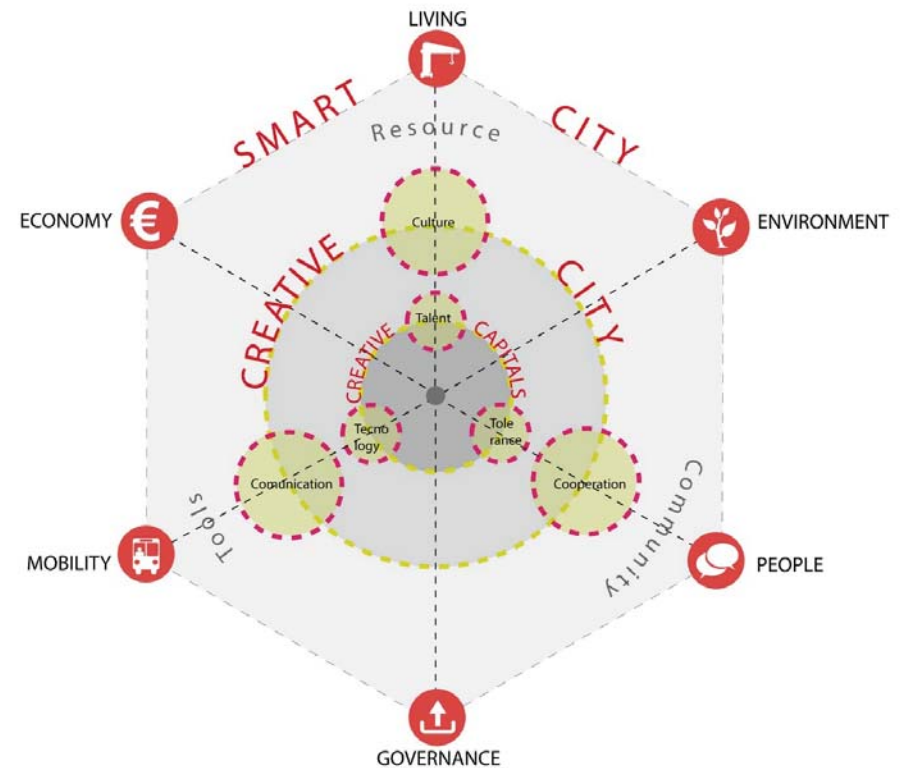 LIVING
SMART CITY
Resource
ECONOMY
€
Culture
ENVIRONMENT
CREATIVE CITY
Talent
CREATIVE CAPITALS
Tecno
logy
Tole
rance
Comunication
Cooperation
Tools
Community
MOBILITY
PEOPLE
GOVERNANCE